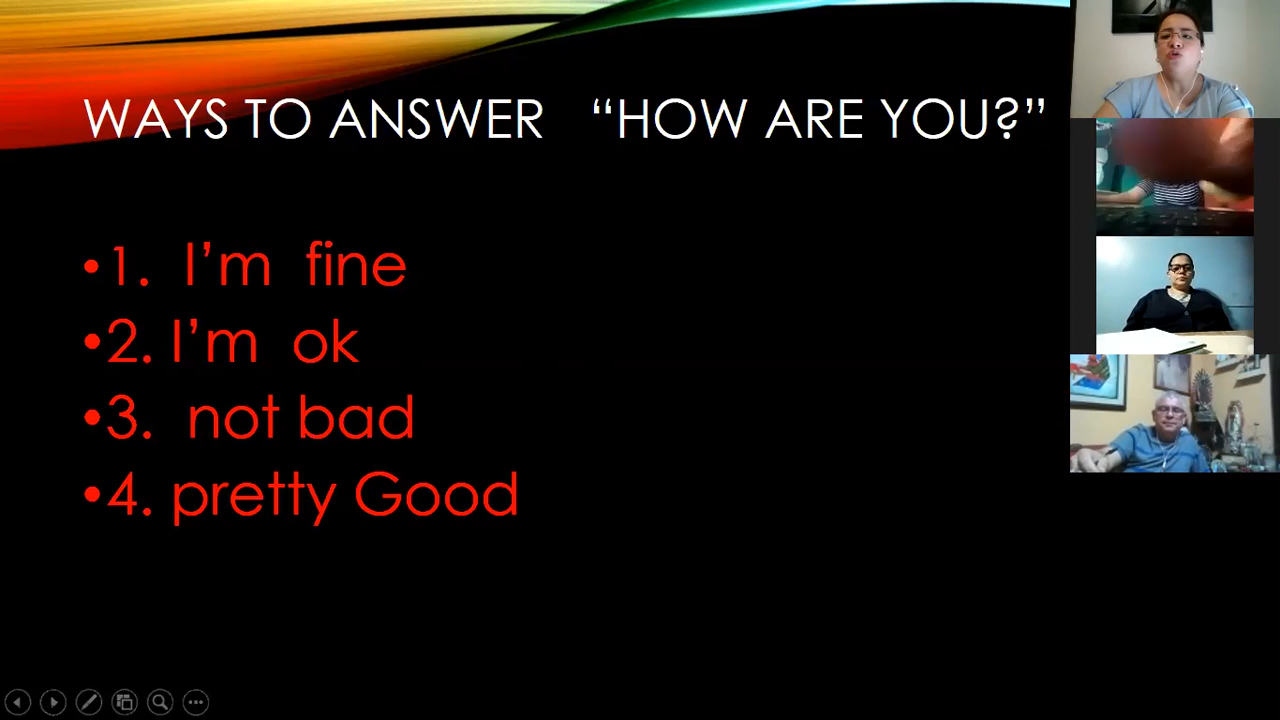 WAYS TO ANSWER “HOW ARE YOU?”
•1. I’m fine
•2. I’m ok
•3. not bad
•4. pretty Good